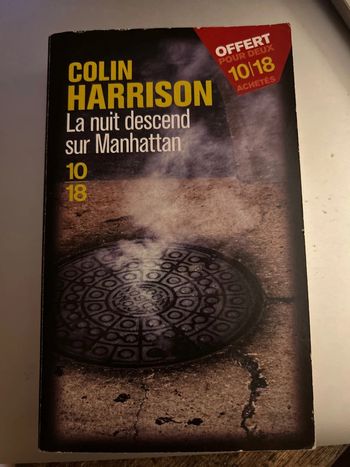 OFFERT
POUR DEUX
10|18
ACHETÉS
COLIN
HARRISON
La nuit descend
sur Manhattan
10
18